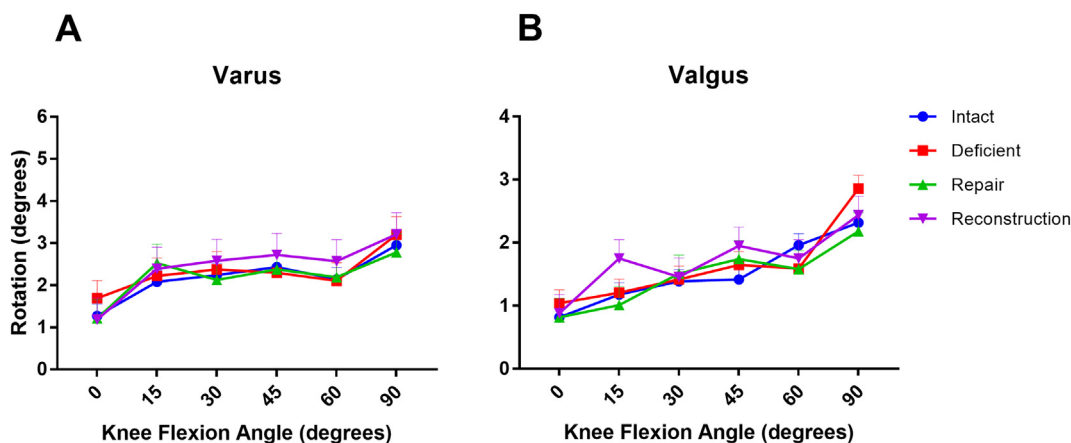 A
B
Varus
Valgus
Rotation (degrees)
6
5
4
3
2
1
0
0 15 30 45 60 90
Knee Flexion Angle (degrees)
4
3
2
1
0
0 15 30 45 60 90
Knee Flexion Angle (degrees)
Intact
Deficient
Repair
Reconstruction